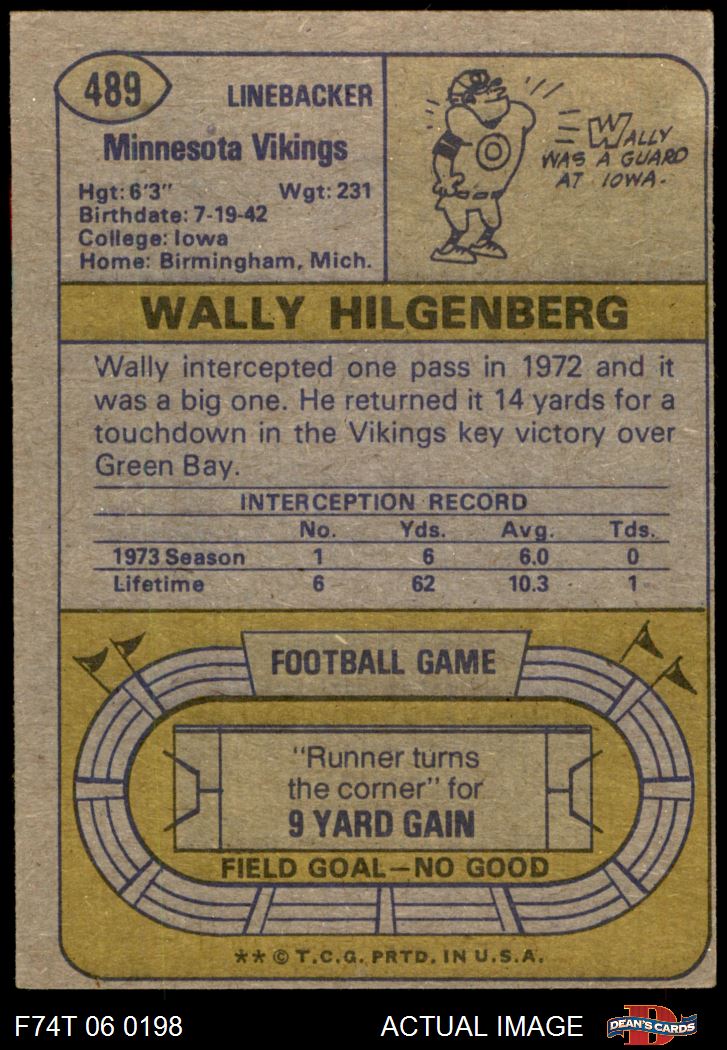 489
LINEBACKER
Minnesota Vikings
Hgt: 6'3" Wgt: 231
Birthdate: 7-19-42
College: Iowa
Home: Birmingham, Mich.
WALLY
WAS A GUARD
AT IOWA.
WALLY HILGENBERG
Wally intercepted one pass in 1972 and it
was a big one. He returned it 14 yards for a
touchdown in the Vikings key victory over
Green Bay.
INTERCEPTION RECORD
No. Yds. Avg. Tds.
1973 Season 1 6 6.0 0
Lifetime 6 62 10.3 1
FOOTBALL GAME
"Runner turns
the corner" for
9 YARD GAIN
FIELD GOAL—NO GOOD
** © T.C.G. PRTD. IN U.S.A.
F74T 06 0198 ACTUAL IMAGE
D
DEAN'S CARDS